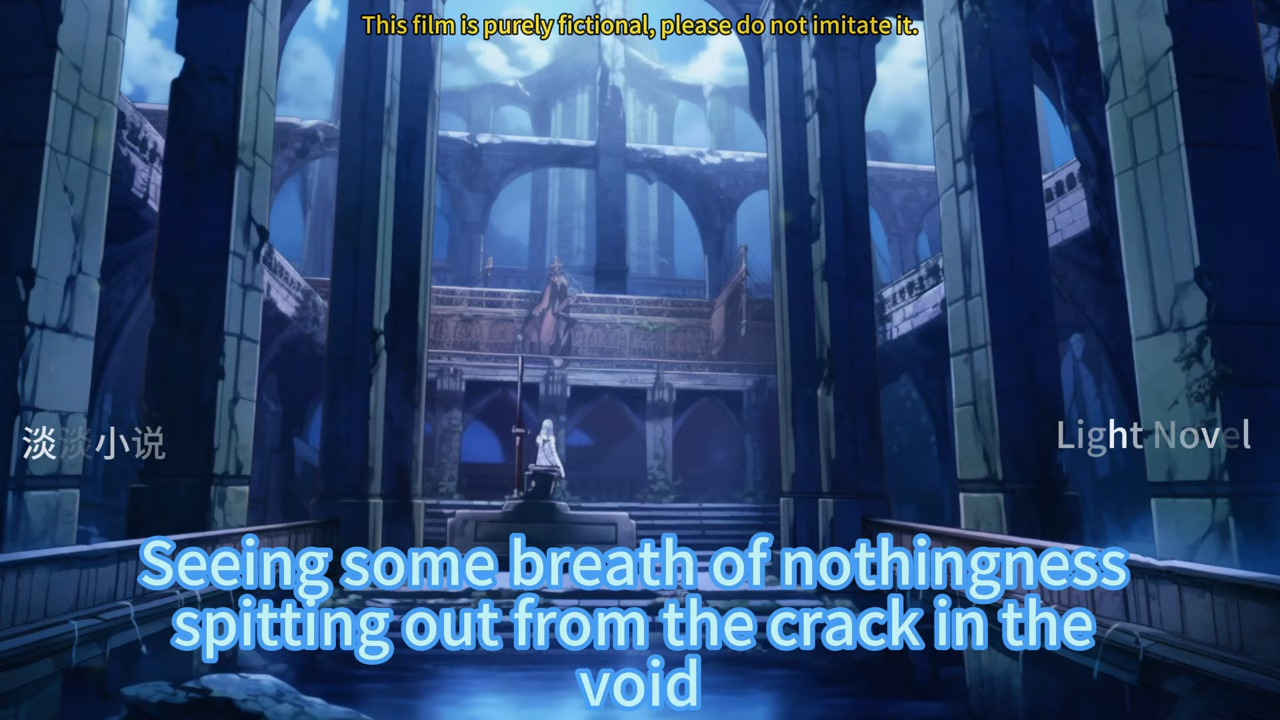 This film is purely fictional, please do not imitate it.
淡淡小说
Light Novel
Seeing some breath of nothingness
spitting out from the crack in the
void